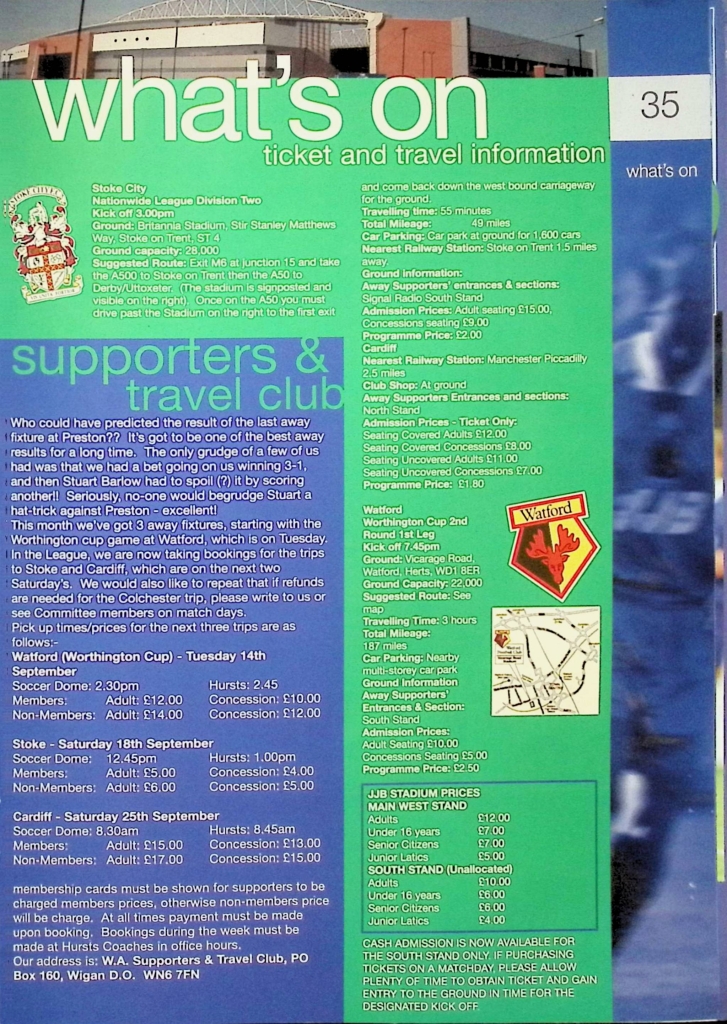 what's on
ticket and travel information
35
what's on
Stoke City
Nationwide League Division Two
Kick off 3.00pm
Ground: Britannia Stadium, Stir Stanley Matthews
Way, Stoke on Trent, ST 4
Ground capacity: 28,000
Suggested Route: Exit M6 at junction 15 and take
the A500 to Stoke on Trent then the A50 to
Derby/Uttoxeter. (The stadium is signposted and
visible on the right). Once on the A50 you must
drive past the Stadium on the right to the first exit
and come back down the west bound carriageway
for the ground.
Travelling time: 55 minutes
Total Mileage: 49 miles
Car Parking: Car park at ground for 1,600 cars
Nearest Railway Station: Stoke on Trent 1.5 miles
away.
Ground information:
Away Supporters' entrances & sections:
Signal Radio South Stand
Admission Prices: Adult seating £15.00,
Concessions seating £9.00
Programme Price: £2.00
Cardiff
Nearest Railway Station: Manchester Piccadilly
2.5 miles
Club Shop: At ground
Away Supporters Entrances and sections:
North Stand
Admission Prices - Ticket Only:
Seating Covered Adults £12.00
Seating Covered Concessions £8.00
Seating Uncovered Adults £11.00
Seating Uncovered Concessions £7.00
Programme Price: £1.80
Watford
Worthington Cup 2nd
Round 1st Leg
Kick off 7.45pm
Ground: Vicarage Road,
Watford, Herts, WD1 8ER
Ground Capacity: 22,000
Suggested Route: See
map
Travelling Time: 3 hours
Total Mileage:
187 miles
Car Parking: Nearby
multi-storey car park
Ground Information
Away Supporters'
Entrances & Section:
South Stand
Admission Prices:
Adult Seating £10.00
Concessions Seating £5.00
Programme Price: £2.50
Watford
JJB STADIUM PRICES
MAIN WEST STAND
Adults £12.00
Under 16 years £7.00
Senior Citizens £7.00
Junior Latics £5.00
SOUTH STAND (Unallocated)
Adults £10.00
Under 16 years £6.00
Senior Citizens £6.00
Junior Latics £4.00
CASH ADMISSION IS NOW AVAILABLE FOR
THE SOUTH STAND ONLY. IF PURCHASING
TICKETS ON A MATCHDAY, PLEASE ALLOW
PLENTY OF TIME TO OBTAIN TICKET AND GAIN
ENTRY TO THE GROUND IN TIME FOR THE
DESIGNATED KICK OFF.
supporters &
travel club
Who could have predicted the result of the last away
fixture at Preston?? It's got to be one of the best away
results for a long time. The only grudge of a few of us
had was that we had a bet going on us winning 3-1,
and then Stuart Barlow had to spoil (?) it by scoring
another!! Seriously, no-one would begrudge Stuart a
hat-trick against Preston - excellent!
This month we've got 3 away fixtures, starting with the
Worthington cup game at Watford, which is on Tuesday.
In the League, we are now taking bookings for the trips
to Stoke and Cardiff, which are on the next two
Saturday's. We would also like to repeat that if refunds
are needed for the Colchester trip, please write to us or
see Committee members on match days.
Pick up times/prices for the next three trips are as
follows:-
Watford (Worthington Cup) - Tuesday 14th
September
Soccer Dome: 2.30pm Hursts: 2.45
Members: Adult: £12.00 Concession: £10.00
Non-Members: Adult: £14.00 Concession: £12.00
Stoke - Saturday 18th September
Soccer Dome: 12.45pm Hursts: 1.00pm
Members: Adult: £5.00 Concession: £4.00
Non-Members: Adult: £6.00 Concession: £5.00
Cardiff - Saturday 25th September
Soccer Dome: 8.30am Hursts: 8.45am
Members: Adult: £15.00 Concession: £13.00
Non-Members: Adult: £17.00 Concession: £15.00
membership cards must be shown for supporters to be
charged members prices, otherwise non-members price
will be charge. At all times payment must be made
upon booking. Bookings during the week must be
made at Hursts Coaches in office hours.
Our address is: W.A. Supporters & Travel Club, PO
Box 160, Wigan D.O. WN6 7FN